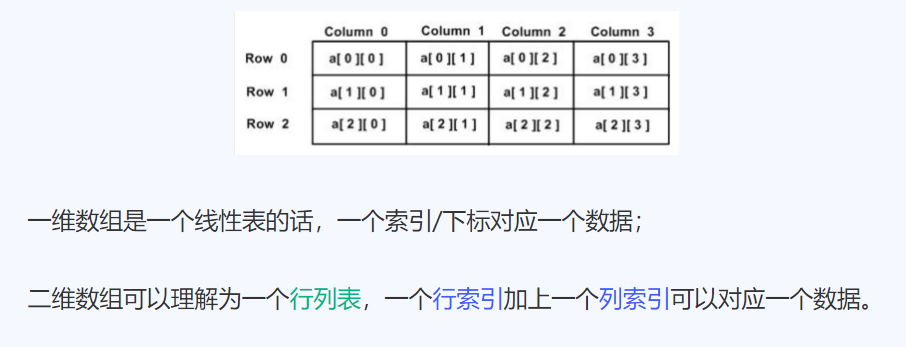 Column 0 Column 1 Column 2 Column 3
Row 0 a[ 0 ][ 0 ] a[ 0 ][ 1 ] a[ 0 ][ 2 ] a[ 0 ][ 3 ]
Row 1 a[ 1 ][ 0 ] a[ 1 ][ 1 ] a[ 1 ][ 2 ] a[ 1 ][ 3 ]
Row 2 a[ 2 ][ 0 ] a[ 2 ][ 1 ] a[ 2 ][ 2 ] a[ 2 ][ 3 ]
一维数组是一个线性表的话，一个索引/下标对应一个数据；
二维数组可以理解为一个行列表，一个行索引加上一个列索引可以对应一个数据。